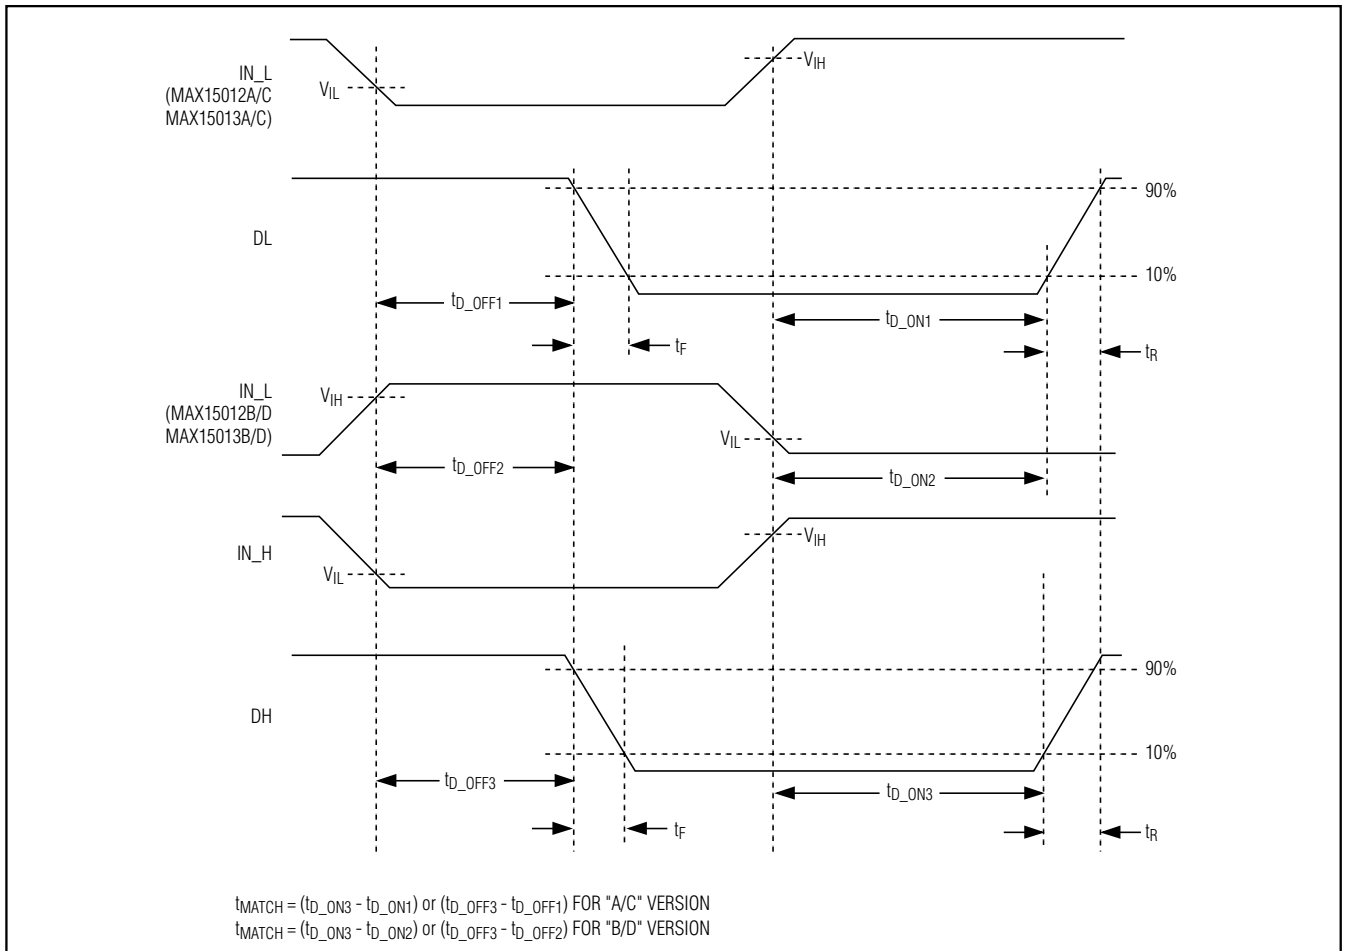 IN_L
(MAX15012A/C
MAX15013A/C)
VIL
VIH
DL
90%
10%
tD_OFF1
tD_ON1
tF
tR
IN_L
(MAX15012B/D
MAX15013B/D)
VIH
VIL
tD_OFF2
tD_ON2
IN_H
VIL
VIH
DH
90%
10%
tD_OFF3
tD_ON3
tF
tR
tMATCH = (tD_ON3 - tD_ON1) or (tD_OFF3 - tD_OFF1) FOR "A/C" VERSION
tMATCH = (tD_ON3 - tD_ON2) or (tD_OFF3 - tD_OFF2) FOR "B/D" VERSION